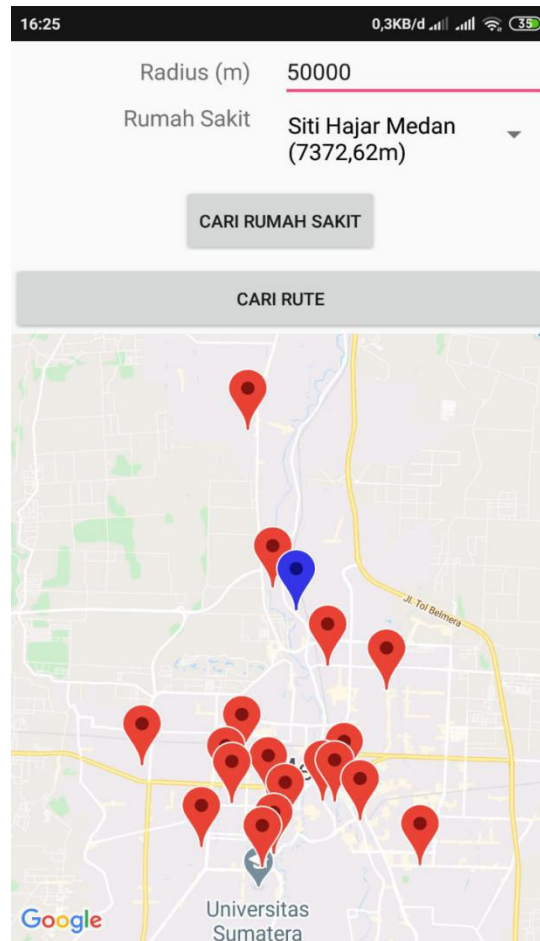 16:25
0,3KB/d
35
Radius (m)
50000
Rumah Sakit
Siti Hajar Medan
(7372,62m)
CARI RUMAH SAKIT
CARI RUTE
Jl. Tol Belmera
Universitas
Sumatera
Google